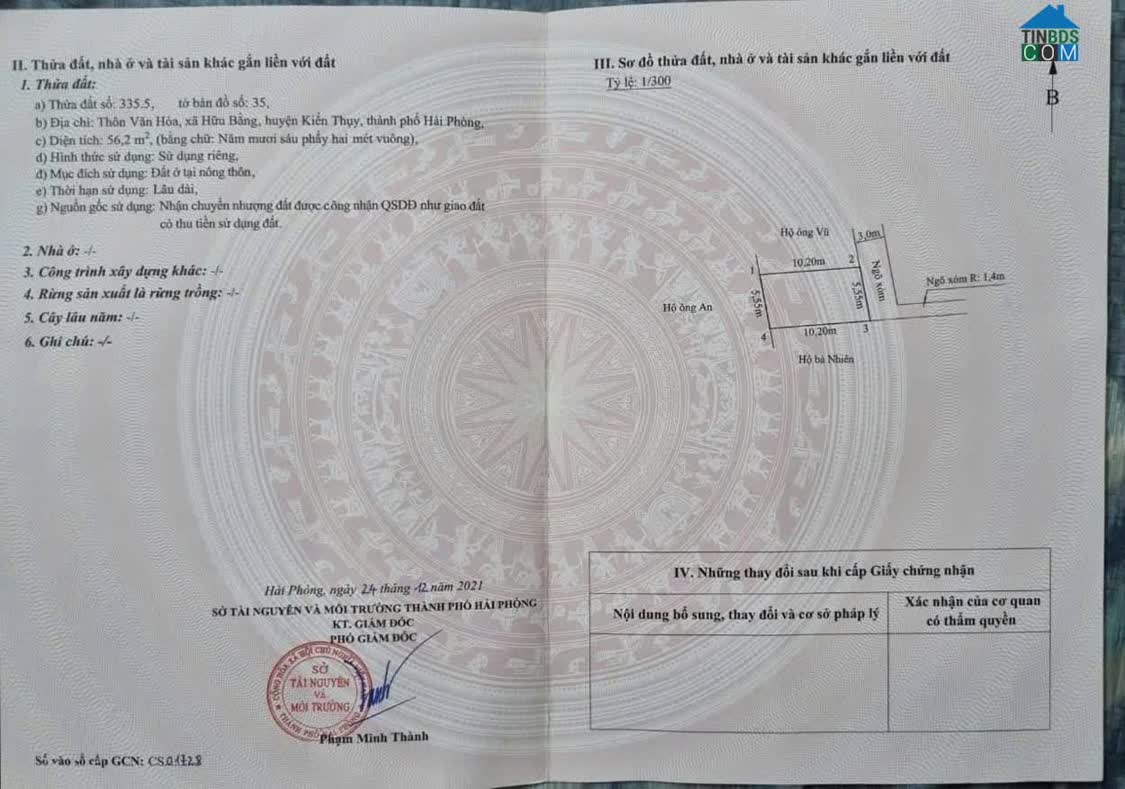 II. Thửa đất, nhà ở và tài sản khác gắn liền với đất
1. Thửa đất:
a) Thửa đất số: 335.5, tờ bản đồ số: 35,
b) Địa chỉ: Thôn Văn Hóa, xã Hữu Bằng, huyện Kiến Thụy, thành phố Hải Phòng,
c) Diện tích: 56,2 m², (bằng chữ: Năm mươi sáu phẩy hai mét vuông),
d) Hình thức sử dụng: Sử dụng riêng,
đ) Mục đích sử dụng: Đất ở tại nông thôn,
e) Thời hạn sử dụng: Lâu dài,
g) Nguồn gốc sử dụng: Nhận chuyển nhượng đất được công nhận QSDĐ như giao đất
có thu tiền sử dụng đất.
2. Nhà ở: -/-
3. Công trình xây dựng khác: -/-
4. Rừng sản xuất là rừng trồng: -/-
5. Cây lâu năm: -/-
6. Ghi chú: -/-
Hải Phòng, ngày 24 tháng 12 năm 2021
SỞ TÀI NGUYÊN VÀ MÔI TRƯỜNG THÀNH PHỐ HẢI PHÒNG
KT. GIÁM ĐỐC
PHÓ GIÁM ĐỐC
SỞ
TÀI NGUYÊN
VÀ
MÔI TRƯỜNG
Phạm Minh Thành
Số vào sổ cấp GCN: CS01728
III. Sơ đồ thửa đất, nhà ở và tài sản khác gắn liền với đất
Tỷ lệ: 1/300
TINBDS
COM
B
Hộ ông Vũ
3,0m
1
10,20m
2
Ngõ xóm
Ngõ xóm R: 1,4m
5,55m
5,55m
Hộ ông An
4
10,20m
3
Hộ bà Nhiên
IV. Những thay đổi sau khi cấp Giấy chứng nhận
Nội dung bổ sung, thay đổi và cơ sở pháp lý
Xác nhận của cơ quan
có thẩm quyền